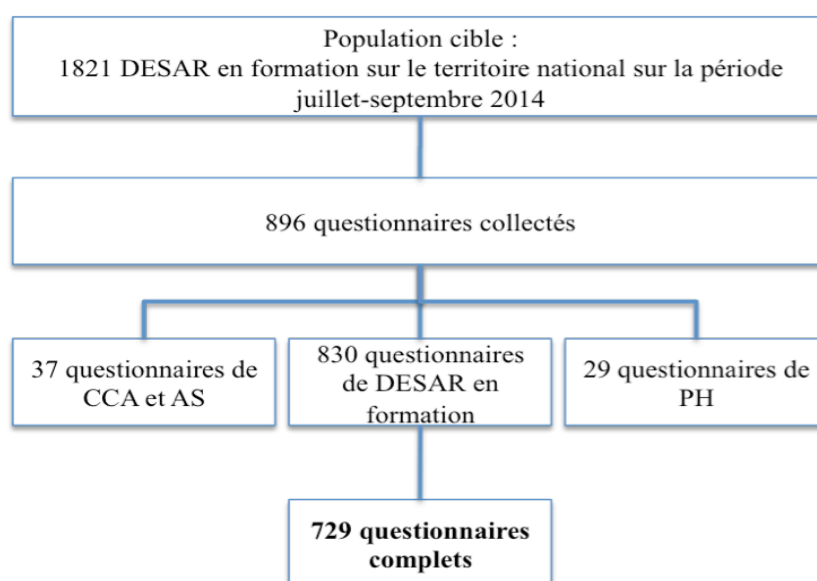 Population cible :
1821 DESAR en formation sur le territoire national sur la période
juillet-septembre 2014
896 questionnaires collectés
37 questionnaires de
CCA et AS
830 questionnaires
de DESAR en
formation
29 questionnaires de
PH
729 questionnaires
complets